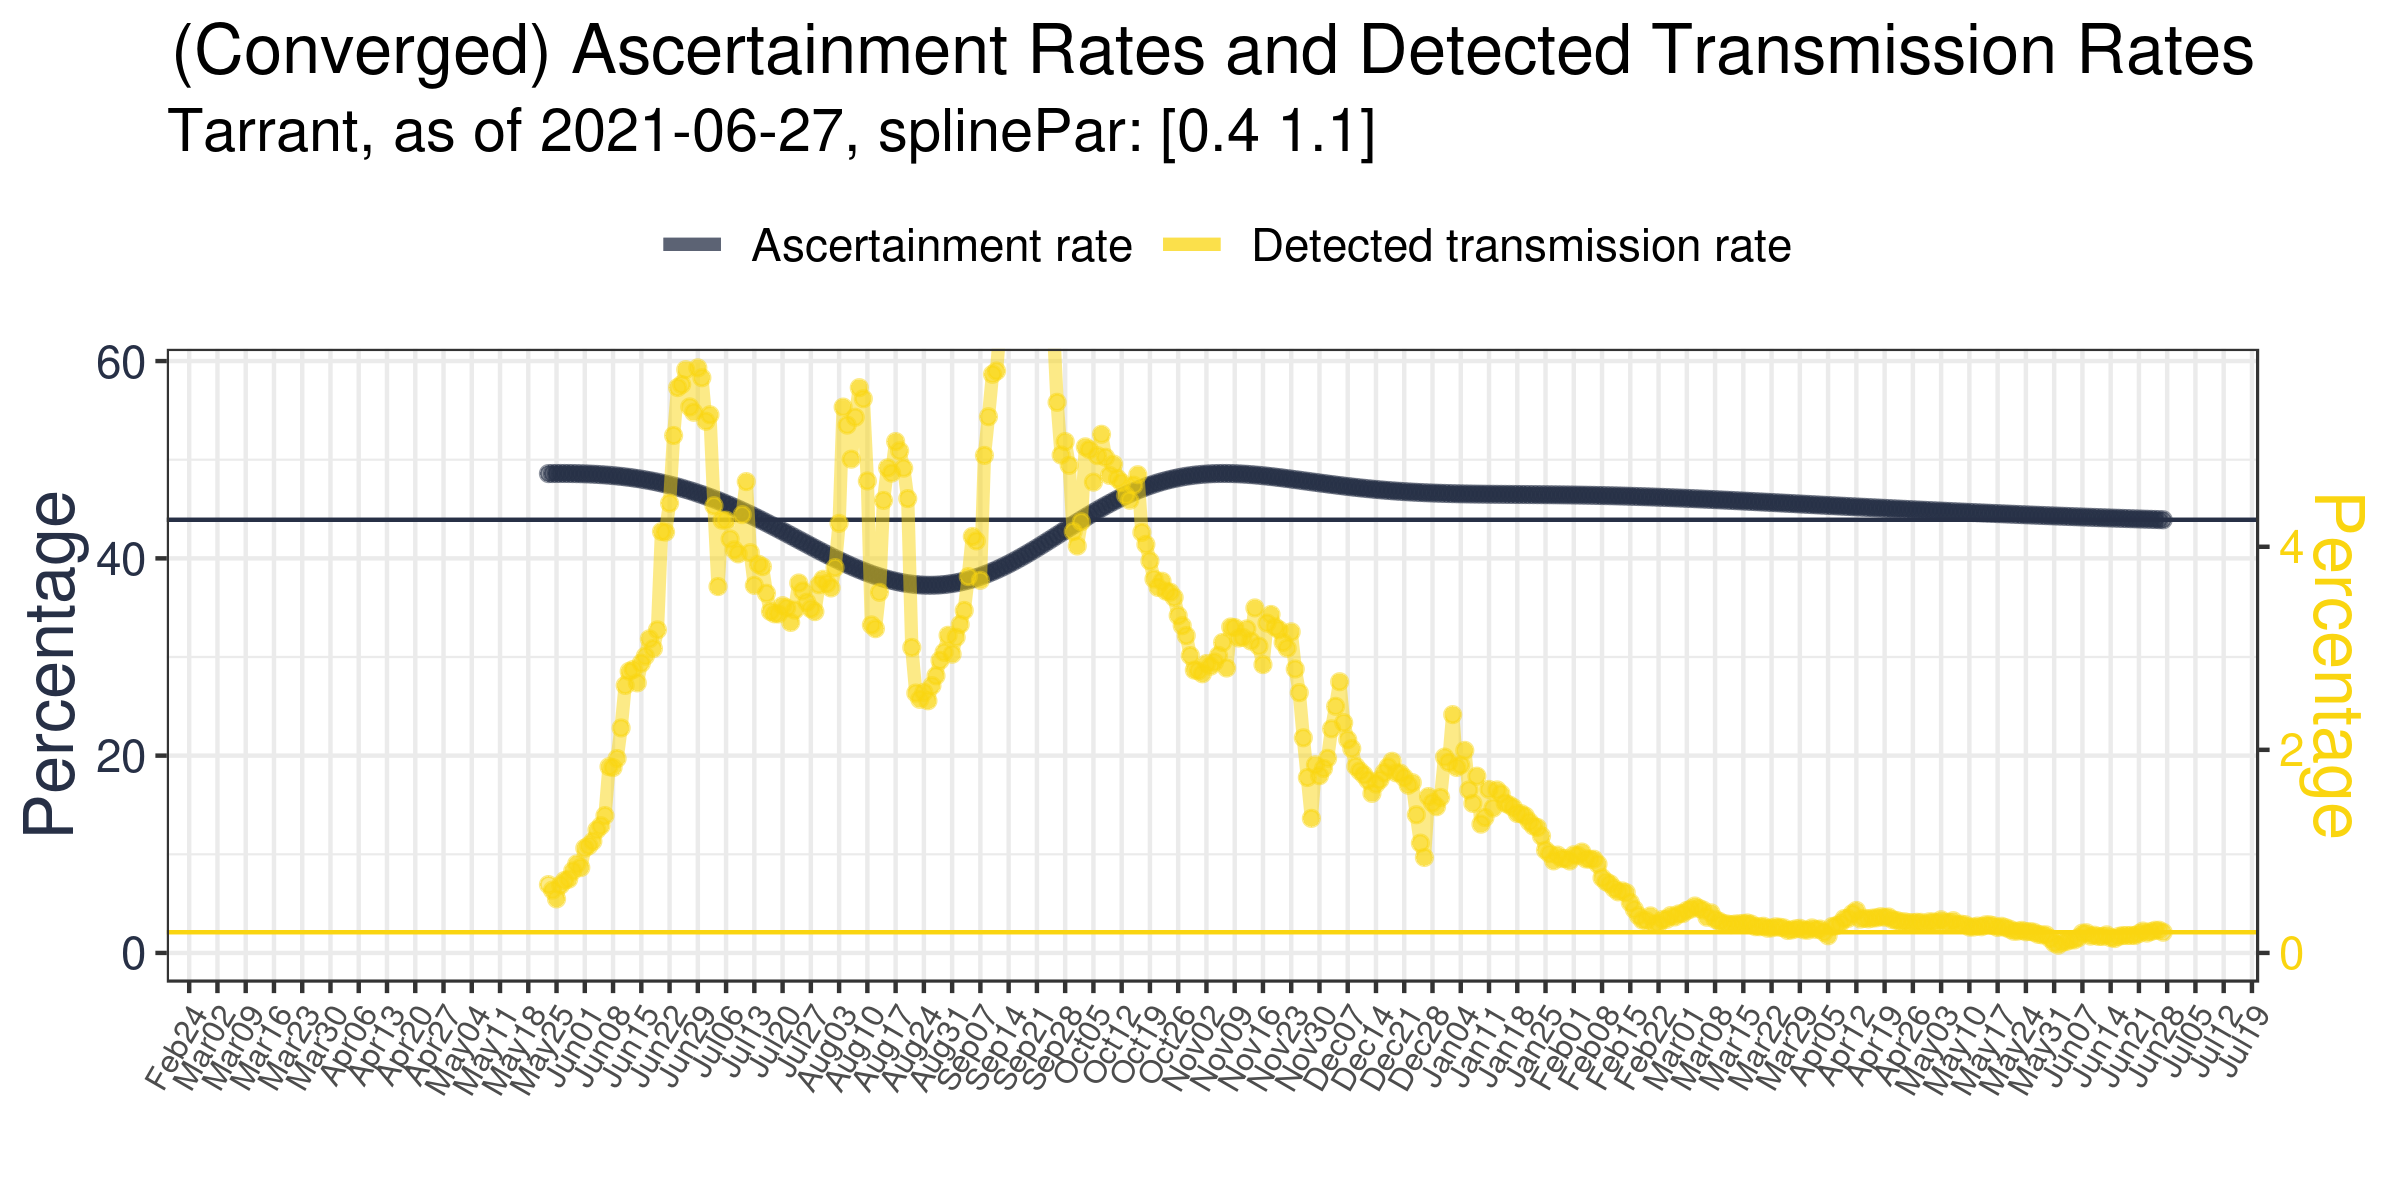 (Converged) Ascertainment Rates and Detected Transmission Rates
Tarrant, as of 2021-06-27, splinePar: [0.4 1.1]
Ascertainment rate
Detected transmission rate
Percentage
60
40
20
0
4
2
0
Percentage
Feb24
Mar02
Mar09
Mar16
Mar23
Mar30
Apr06
Apr13
Apr20
Apr27
May04
May11
May18
May25
Jun01
Jun08
Jun15
Jun22
Jun29
Jul06
Jul13
Jul20
Jul27
Aug03
Aug10
Aug17
Aug24
Aug31
Sep07
Sep14
Sep21
Sep28
Oct05
Oct12
Oct19
Oct26
Nov02
Nov09
Nov16
Nov23
Nov30
Dec07
Dec14
Dec21
Dec28
Jan04
Jan11
Jan18
Jan25
Feb01
Feb08
Feb15
Feb22
Mar01
Mar08
Mar15
Mar22
Mar29
Apr05
Apr12
Apr19
Apr26
May03
May10
May17
May24
May31
Jun07
Jun14
Jun21
Jun28
Jul05
Jul12
Jul19